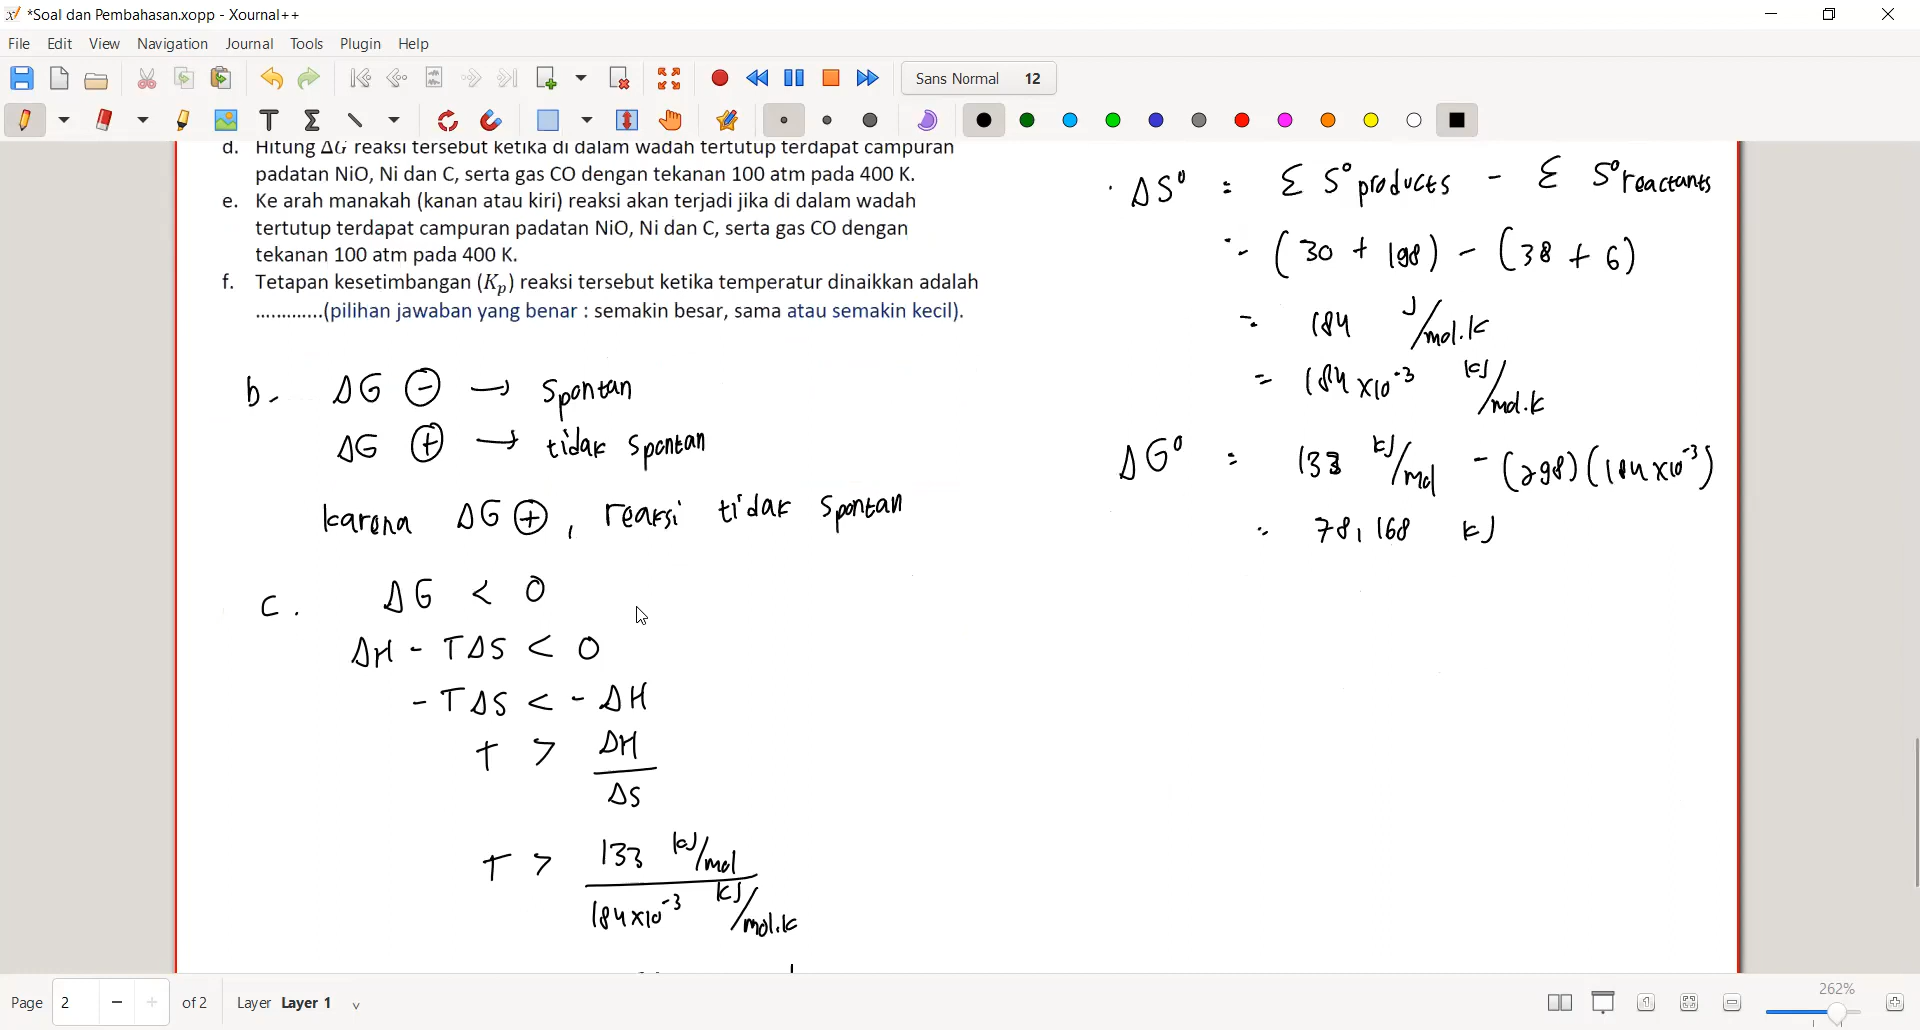 *Soal dan Pembahasan.xopp - Xournal++
File Edit View Navigation Journal Tools Plugin Help
Sans Normal 12
d. Hitung ΔG reaksi tersebut ketika di dalam wadah tertutup terdapat campuran
padatan NiO, Ni dan C, serta gas CO dengan tekanan 100 atm pada 400 K.
e. Ke arah manakah (kanan atau kiri) reaksi akan terjadi jika di dalam wadah
tertutup terdapat campuran padatan NiO, Ni dan C, serta gas CO dengan
tekanan 100 atm pada 400 K.
f. Tetapan kesetimbangan (Kp) reaksi tersebut ketika temperatur dinaikkan adalah
.............(pilihan jawaban yang benar : semakin besar, sama atau semakin kecil).
b. ΔG ⊖ → spontan
ΔG ⊕ → tidak spontan
karena ΔG ⊕, reaksi tidak spontan
c. ΔG < 0
ΔH - TΔS < 0
- TΔS < - ΔH
T > ΔH/ΔS
T > 133 kJ/mol / 184x10⁻³ kJ/mol.k
ΔS⁰ = Σ S⁰ products - Σ S⁰ reactants
= (30 + 198) - (38 + 6)
= 184 J/mol.k
= 184 x10⁻³ kJ/mol.k
ΔG⁰ = 133 kJ/mol - (298)(184x10⁻³)
= 78,168 kJ
Page 2 of 2 Layer Layer 1 262%